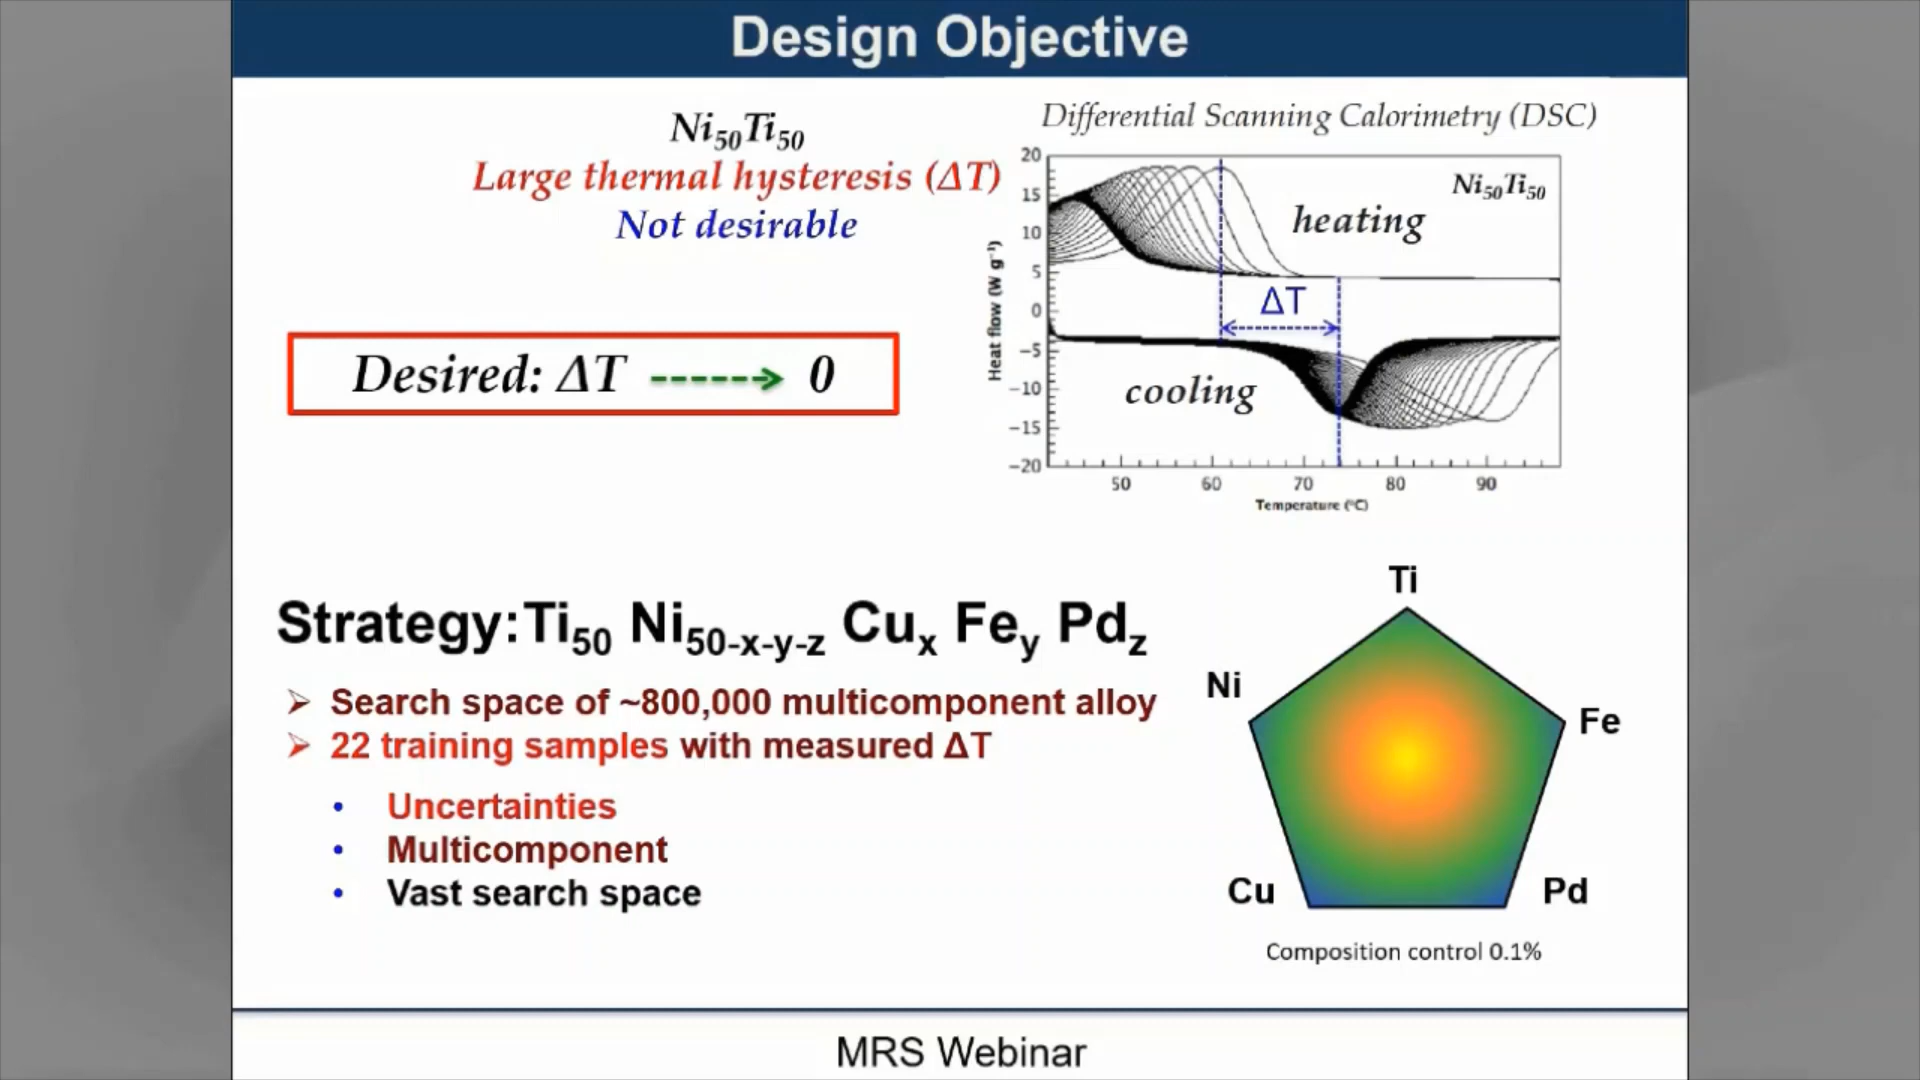 Design Objective
Ni50Ti50
Large thermal hysteresis (ΔT)
Not desirable
Desired: ΔT 0
Differential Scanning Calorimetry (DSC)
20
15
10
5
0
−5
−10
−15
−20
Heat flow (W g⁻¹)
Ni50Ti50
heating
ΔT
cooling
50 60 70 80 90
Temperature (°C)
Strategy:Ti50 Ni50-x-y-z Cux Fey Pdz
➢ Search space of ~800,000 multicomponent alloy
➢ 22 training samples with measured ΔT
• Uncertainties
• Multicomponent
• Vast search space
Ti
Ni
Fe
Cu
Pd
Composition control 0.1%
MRS Webinar